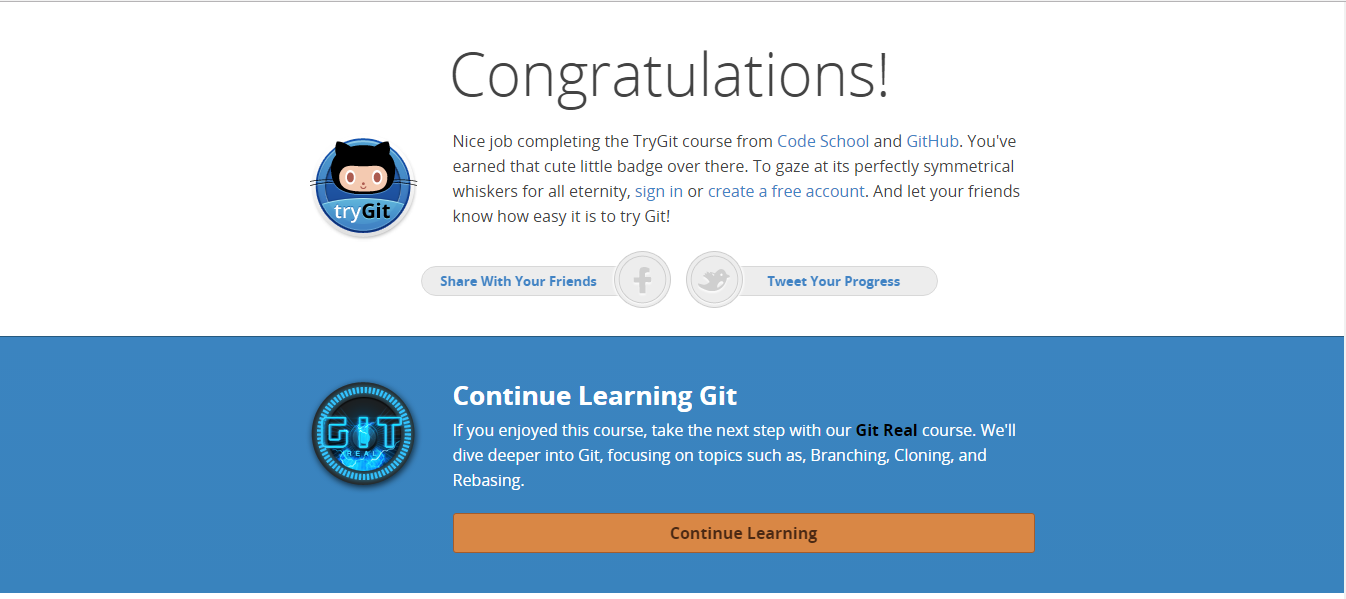 Congratulations!
Nice job completing the TryGit course from Code School and GitHub. You've
earned that cute little badge over there. To gaze at its perfectly symmetrical
whiskers for all eternity, sign in or create a free account. And let your friends
know how easy it is to try Git!
tryGit
Share With Your Friends
Tweet Your Progress
Continue Learning Git
If you enjoyed this course, take the next step with our Git Real course. We'll
dive deeper into Git, focusing on topics such as, Branching, Cloning, and
Rebasing.
GIT
REAL
Continue Learning